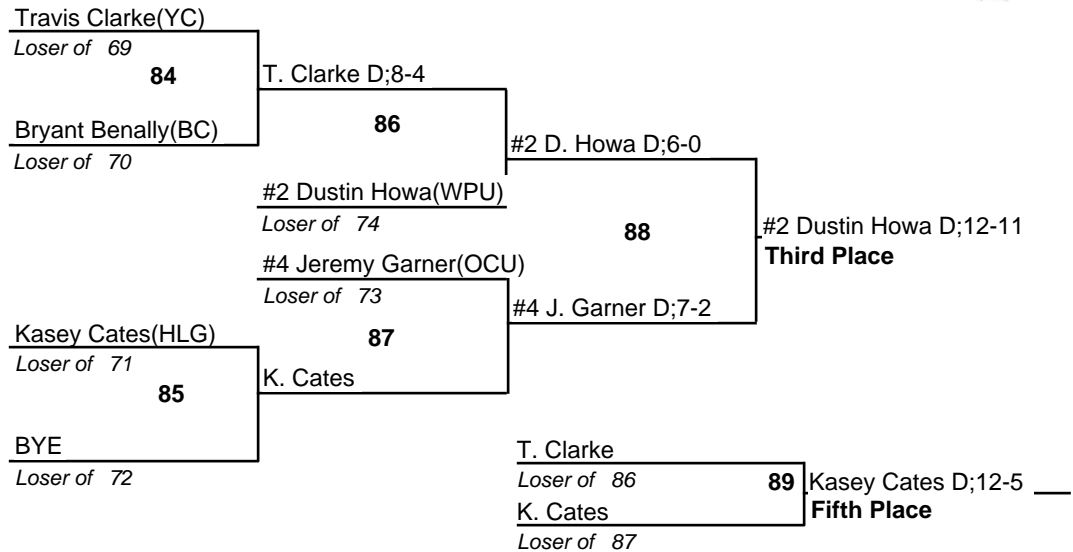 Travis Clarke(YC)
Loser of 69
84
Bryant Benally(BC)
Loser of 70
T. Clarke D;8-4
86
#2 Dustin Howa(WPU)
Loser of 74
#2 D. Howa D;6-0
88
#2 Dustin Howa D;12-11
Third Place
#4 Jeremy Garner(OCU)
Loser of 73
87
#4 J. Garner D;7-2
Kasey Cates(HLG)
Loser of 71
85
K. Cates
BYE
Loser of 72
T. Clarke
Loser of 86
89
Kasey Cates D;12-5
Fifth Place
K. Cates
Loser of 87